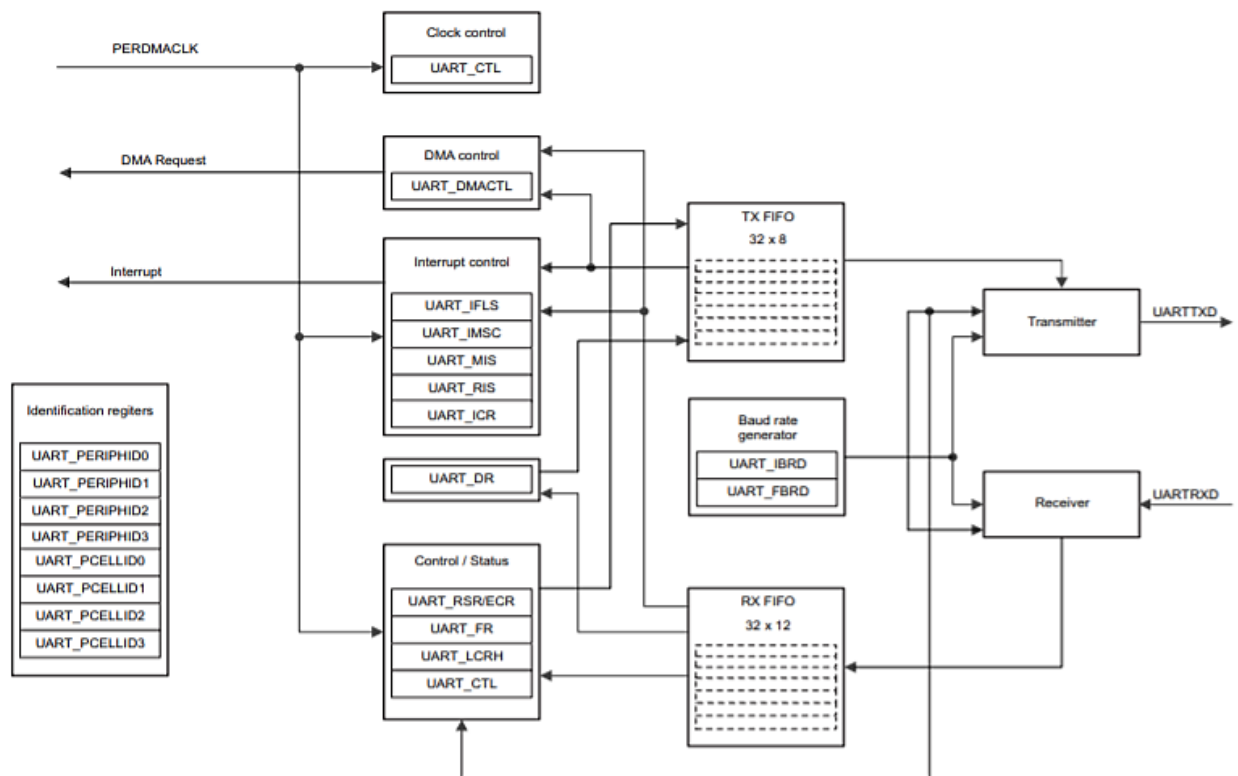 PERDMACLK
Clock control
UART_CTL
DMA Request
DMA control
UART_DMACTL
Interrupt
Interrupt control
UART_IFLS
UART_IMSC
UART_MIS
UART_RIS
UART_ICR
Identification regiters
UART_PERIPHID0
UART_PERIPHID1
UART_PERIPHID2
UART_PERIPHID3
UART_PCELLID0
UART_PCELLID1
UART_PCELLID2
UART_PCELLID3
UART_DR
Control / Status
UART_RSR/ECR
UART_FR
UART_LCRH
UART_CTL
TX FIFO
32 x 8
Baud rate
generator
UART_IBRD
UART_FBRD
RX FIFO
32 x 12
Transmitter
UARTTXD
Receiver
UARTRXD